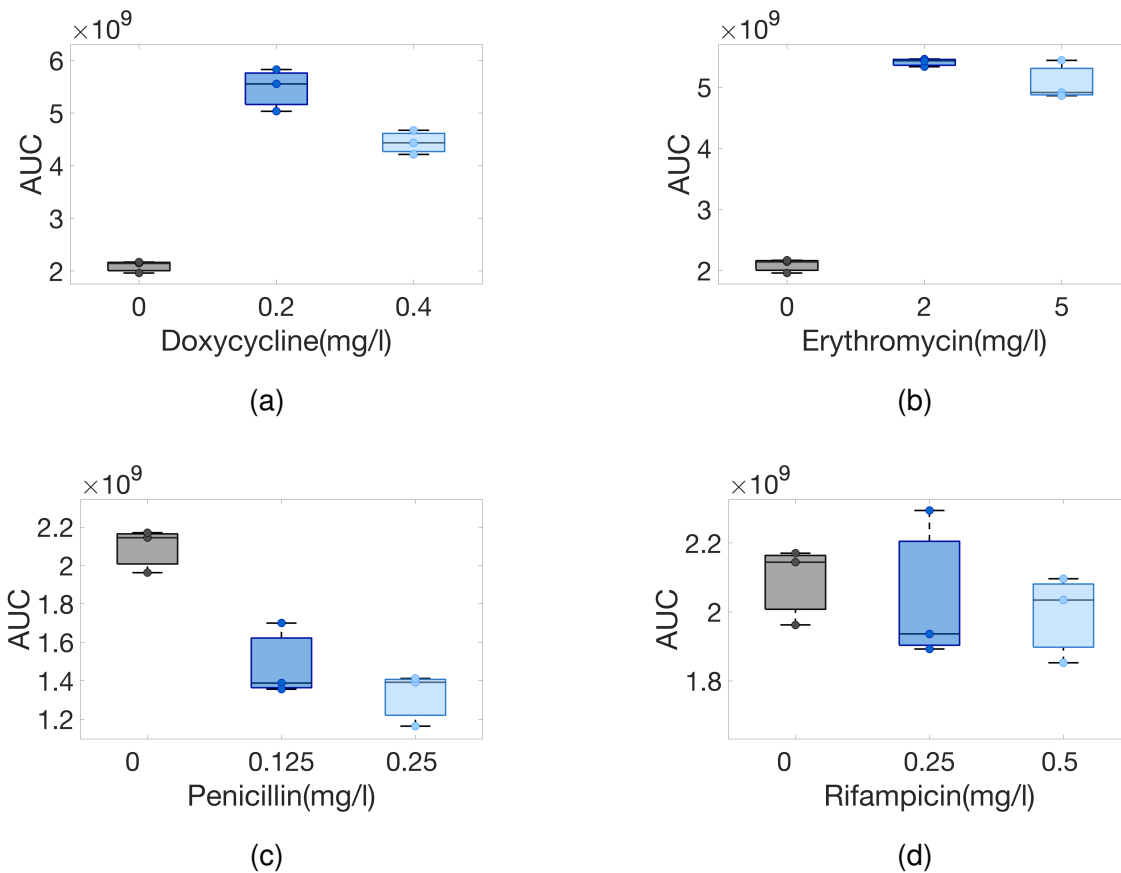 ×10⁹
6
5
4
3
2
AUC
0 0.2 0.4
Doxycycline(mg/l)
(a)
×10⁹
5
4
3
2
AUC
0 2 5
Erythromycin(mg/l)
(b)
×10⁹
2.2
2
1.8
1.6
1.4
1.2
AUC
0 0.125 0.25
Penicillin(mg/l)
(c)
×10⁹
2.2
2
1.8
AUC
0 0.25 0.5
Rifampicin(mg/l)
(d)